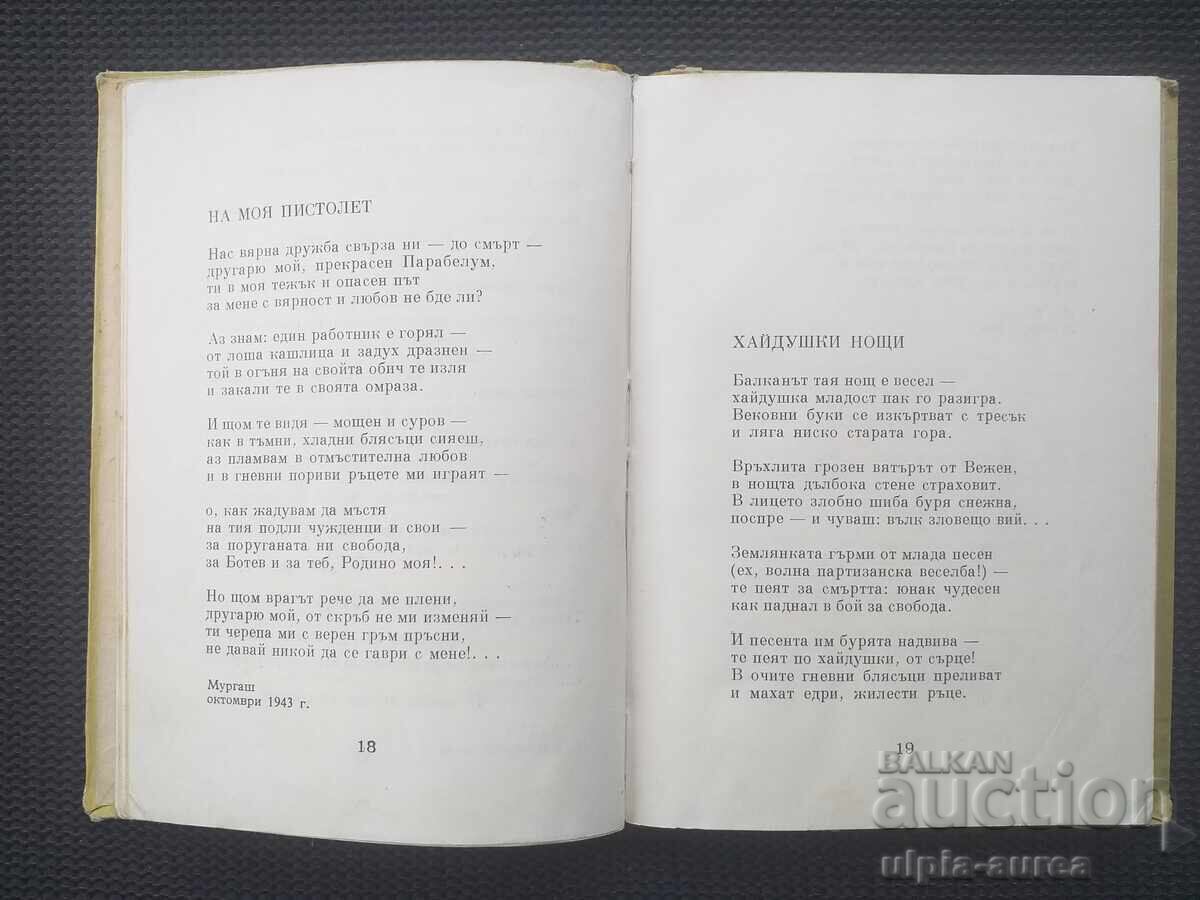 НА МОЯ ПИСТОЛЕТ
Нас вярна дружба свърза ни — до смърт —
другарю мой, прекрасен Парабелум,
ти в моя тежък и опасен път
за мене с вярност и любов не бде ли?
Аз знам: един работник е горял —
от лоша кашлица и задух дразнен —
той в огъня на свойта обич те изля
и закали те в своята омраза.
И щом те видя — мощен и суров —
как в тъмни, хладни блясъци сияеш,
аз пламвам в отмъстителна любов
и в гневни пориви ръцете ми играят —
о, как жадувам да мъстя
на тия подли чужденци и свои —
за поруганата ни свобода,
за Ботев и за теб, Родино моя!. . .
Но щом врагът рече да ме плени,
другарю мой, от скръб не ми изменяй —
ти черепа ми с верен гръм пръсни,
не давай никой да се гаври с мене!. . .
Мургаш
октомври 1943 г.
18
ХАЙДУШКИ НОЩИ
Балканът тая нощ е весел —
хайдушка младост пак го разигра.
Вековни буки се изкъртват с тресък
и ляга ниско старата гора.
Връхлита грозен вятърът от Вежен,
в нощта дълбока стене страховит.
В лицето злобно шиба буря снежна,
поспре — и чуваш: вълк зловещо вий. . .
Землянката гърми от млада песен
(ех, волна партизанска веселба!) —
те пеят за смъртта: юнак чудесен
как паднал в бой за свобода.
И песента им бурята надвива —
те пеят по хайдушки, от сърце!
В очите гневни блясъци преливат
и махат едри, жилести ръце.
19
BALKAN
auction
ulpia-aurea